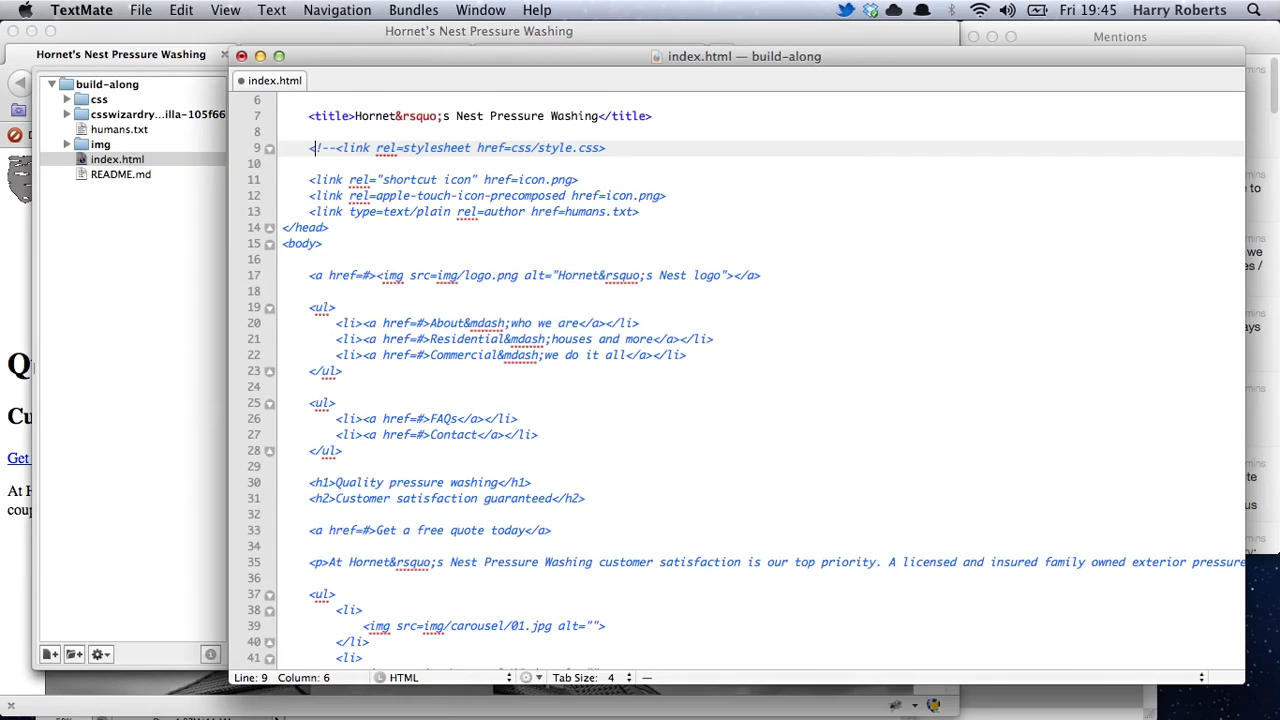 TextMate File Edit View Text Navigation Bundles Window Help Fri 19:45 Harry Roberts
Hornet's Nest Pressure Washing
Mentions
Hornet's Nest Pressure Washing
index.html — build-along
build-along
css
csswizardry...illa-105f66
humans.txt
img
index.html
README.md
index.html
6
7 <title>Hornet&rsquo;s Nest Pressure Washing</title>
8
9 <!--<link rel=stylesheet href=css/style.css>
10
11 <link rel="shortcut icon" href=icon.png>
12 <link rel=apple-touch-icon-precomposed href=icon.png>
13 <link type=text/plain rel=author href=humans.txt>
14 </head>
15 <body>
16
17 <a href=#><img src=img/logo.png alt="Hornet&rsquo;s Nest logo"></a>
18
19 <ul>
20 <li><a href=#>About&mdash;who we are</a></li>
21 <li><a href=#>Residential&mdash;houses and more</a></li>
22 <li><a href=#>Commercial&mdash;we do it all</a></li>
23 </ul>
24
25 <ul>
26 <li><a href=#>FAQs</a></li>
27 <li><a href=#>Contact</a></li>
28 </ul>
29
30 <h1>Quality pressure washing</h1>
31 <h2>Customer satisfaction guaranteed</h2>
32
33 <a href=#>Get a free quote today</a>
34
35 <p>At Hornet&rsquo;s Nest Pressure Washing customer satisfaction is our top priority. A licensed and insured family owned exterior pressure
36
37 <ul>
38 <li>
39 <img src=img/carousel/01.jpg alt="">
40 </li>
41 <li>
Line: 9 Column: 6 HTML Tab Size: 4 —
Cu
Get
At H
coup